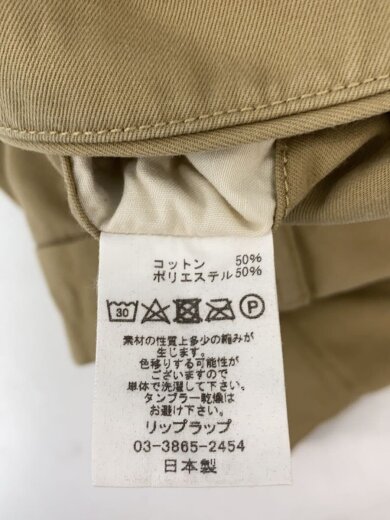 コットン 50%
ポリエステル 50%
30 P
素材の性質上多少の縮みが
生じます。
色移りする可能性が
ございますので
単体で洗濯して下さい。
タンブラー乾燥は
お避け下さい。
リップラップ
03-3865-2454
日本製